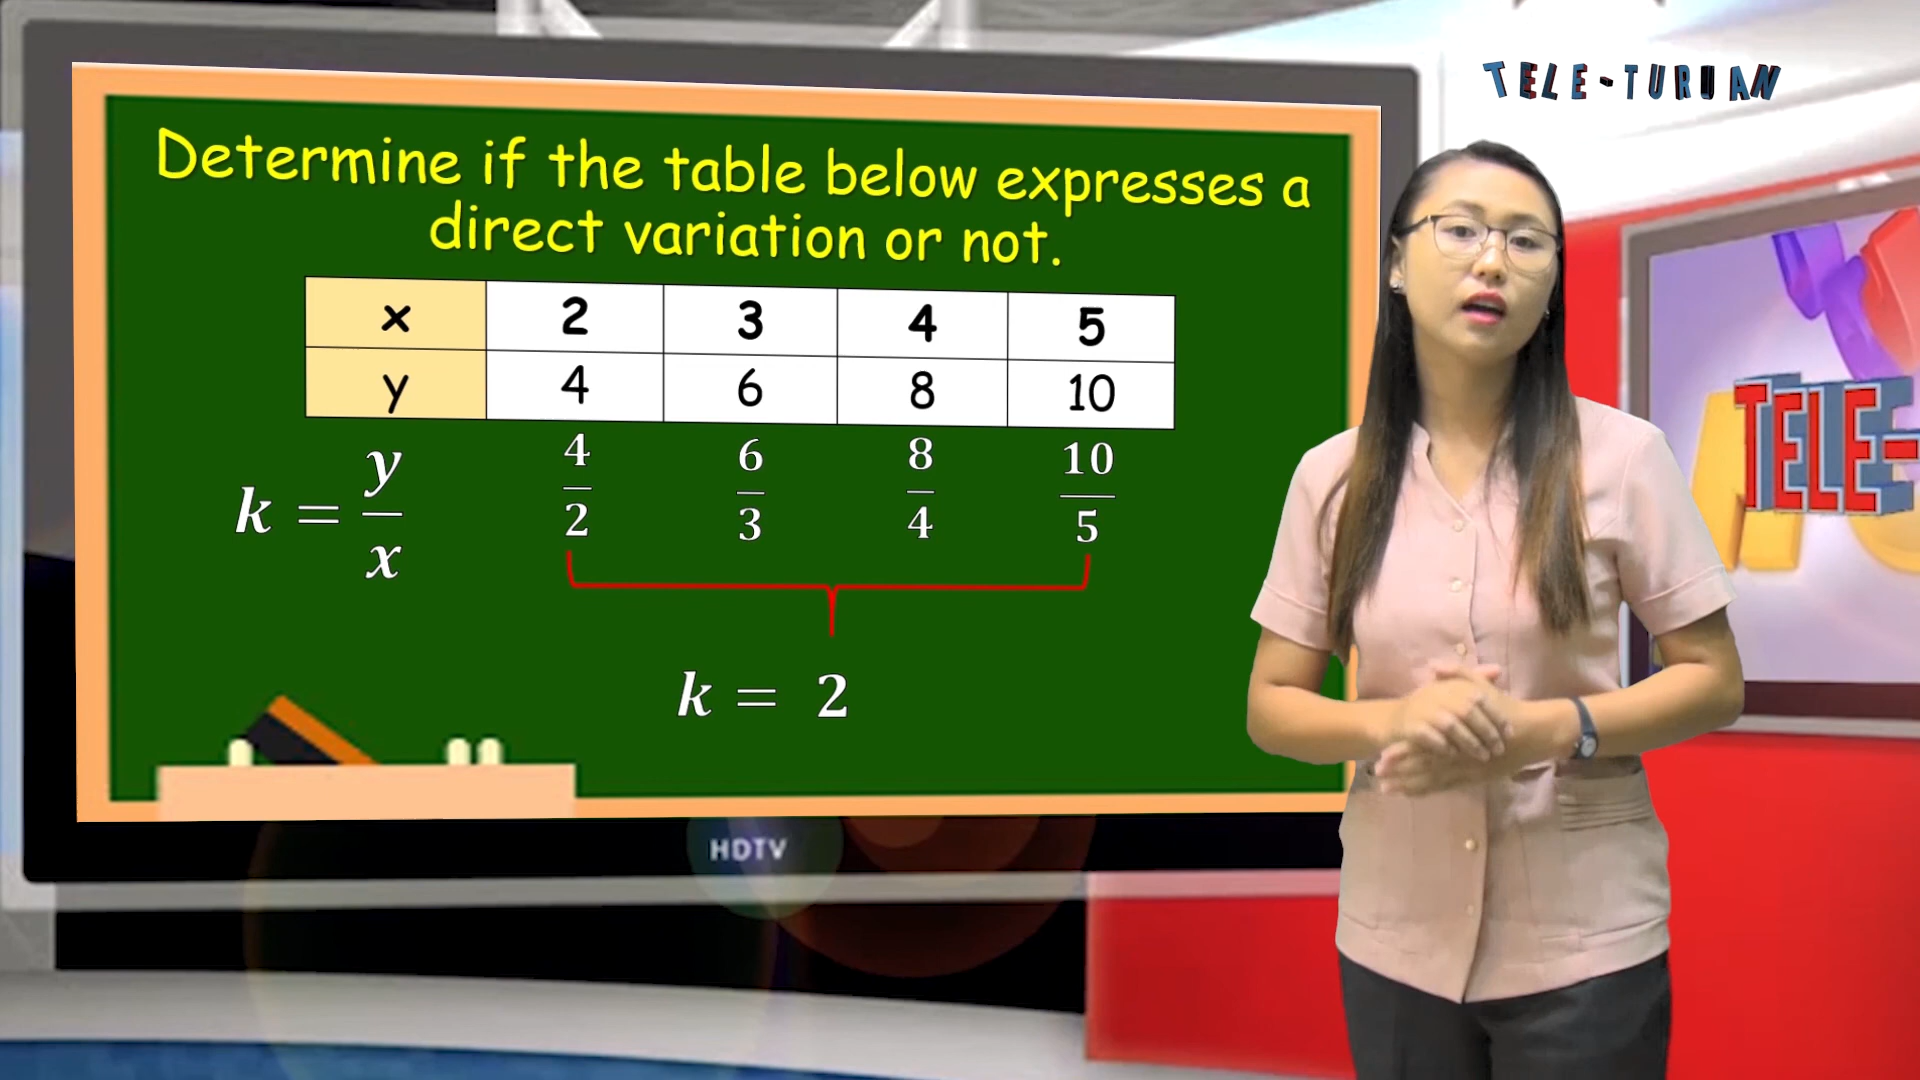 TELE-TURUAN
Determine if the table below expresses a
direct variation or not.
x 2 3 4 5
y 4 6 8 10
k = y/x 4/2 6/3 8/4 10/5
k = 2
HDTV
TELE-